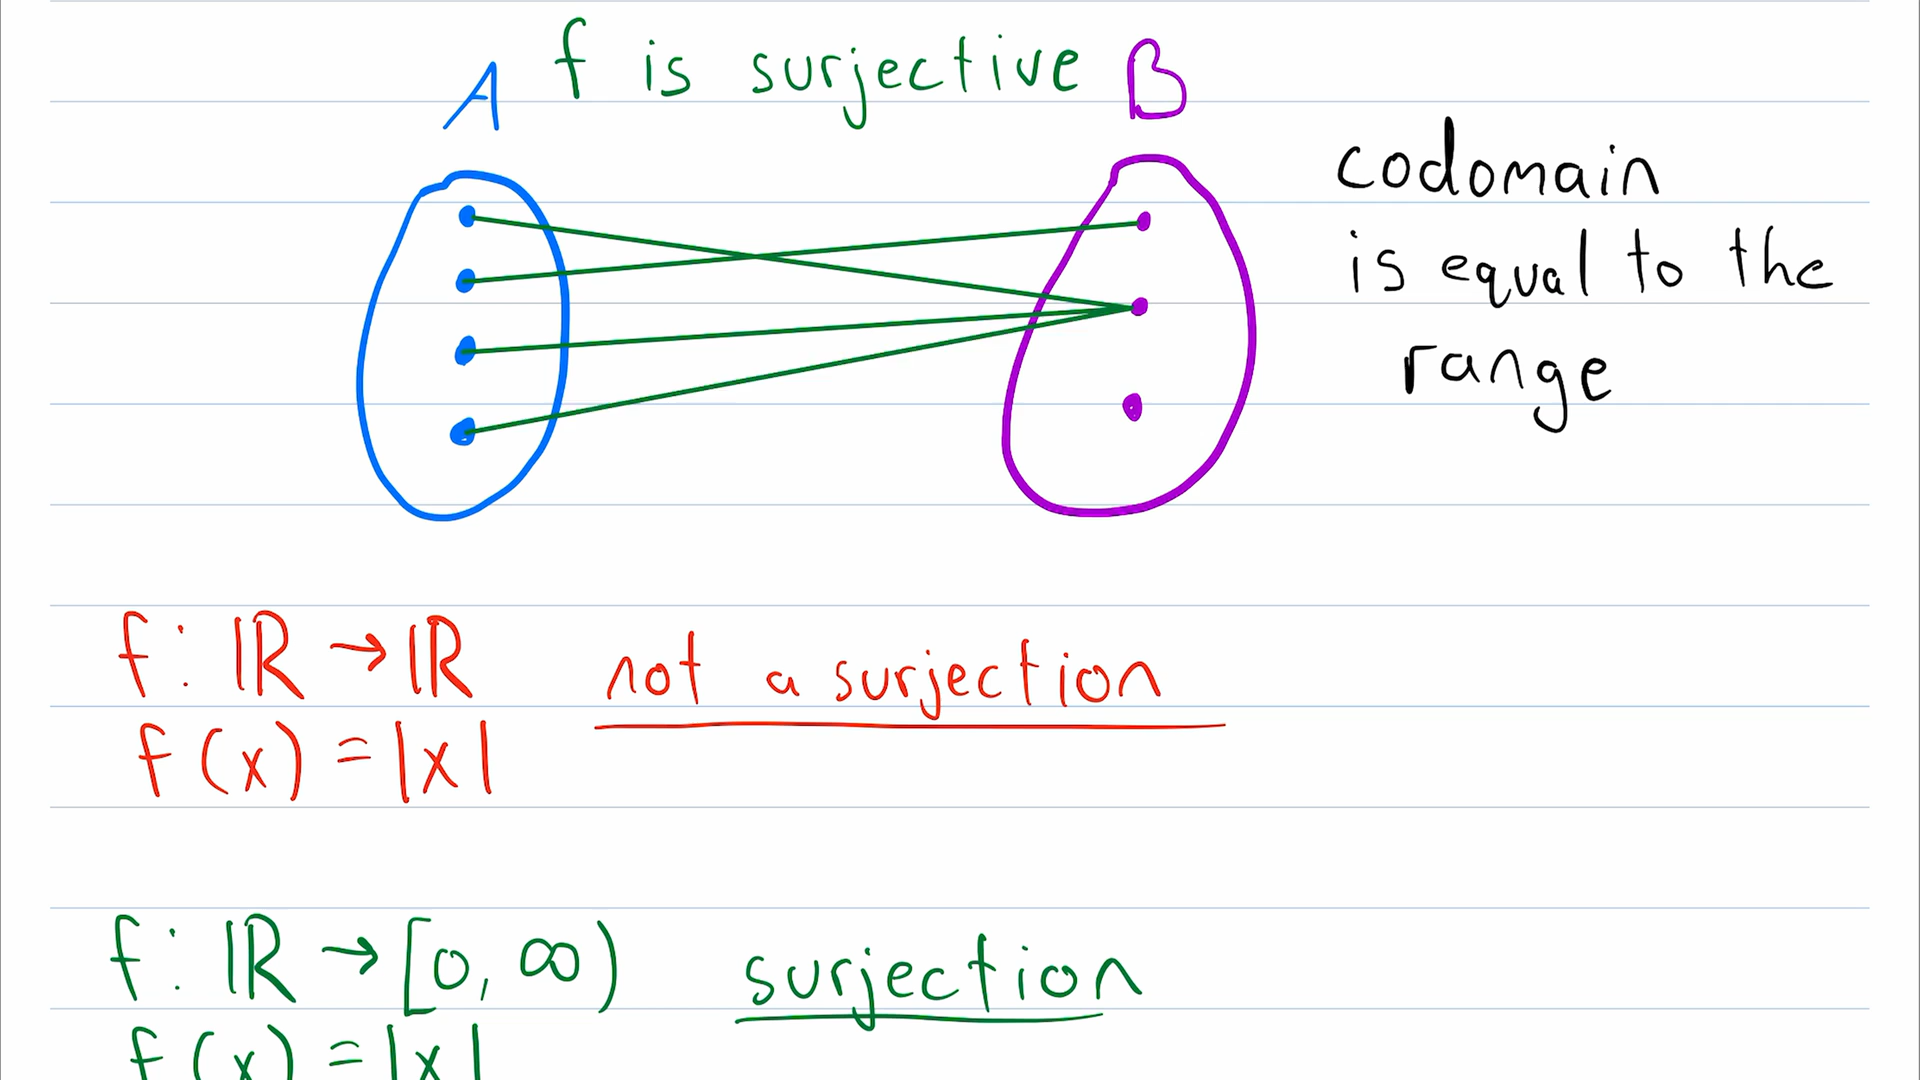 f is surjective
A
B
codomain
is equal to the
range
f: ℝ → ℝ
not a surjection
f(x) = |x|
f: ℝ → [0, ∞)
surjection
f(x) = |x|